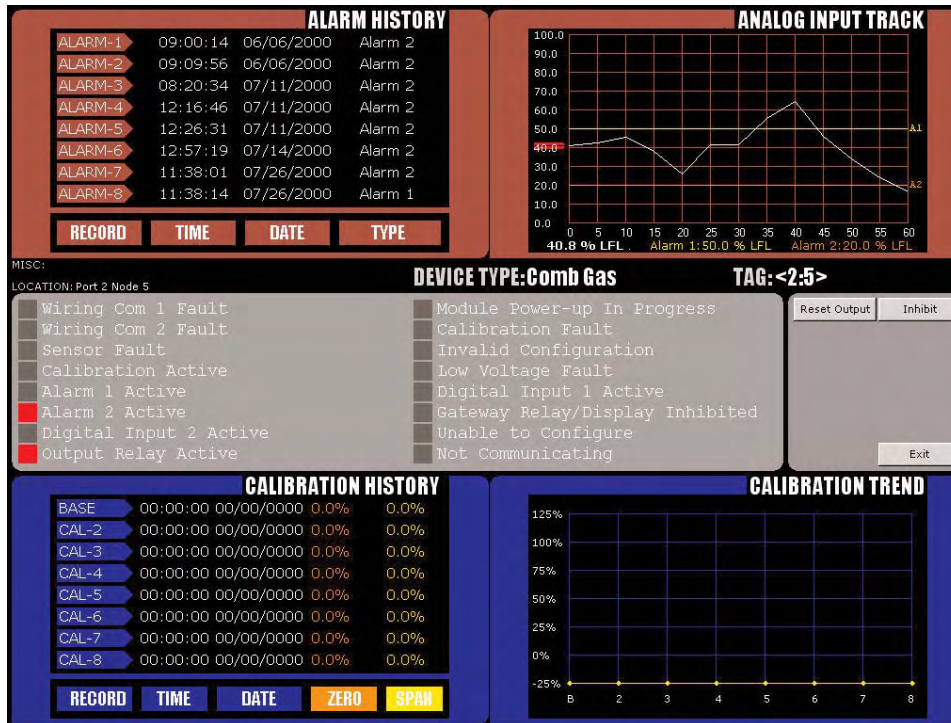 ALARM HISTORY
ALARM-1 09:00:14 06/06/2000 Alarm 2
ALARM-2 09:09:56 06/06/2000 Alarm 2
ALARM-3 08:20:34 07/11/2000 Alarm 2
ALARM-4 12:16:46 07/11/2000 Alarm 2
ALARM-5 12:26:31 07/11/2000 Alarm 2
ALARM-6 12:57:19 07/14/2000 Alarm 2
ALARM-7 11:38:01 07/26/2000 Alarm 2
ALARM-8 11:38:14 07/26/2000 Alarm 1
RECORD TIME DATE TYPE
ANALOG INPUT TRACK
100.0
90.0
80.0
70.0
60.0
50.0
40.0
30.0
20.0
10.0
0.0
A1
A2
0 5 10 15 20 25 30 35 40 45 50 55 60
40.8 % LFL . Alarm 1:50.0 % LFL Alarm 2:20.0 % LFL
MISC:
LOCATION: Port 2 Node 5
DEVICE TYPE:Comb Gas TAG:<2:5>
Wiring Com 1 Fault
Wiring Com 2 Fault
Sensor Fault
Calibration Active
Alarm 1 Active
Alarm 2 Active
Digital Input 2 Active
Output Relay Active
Module Power-up In Progress
Calibration Fault
Invalid Configuration
Low Voltage Fault
Digital Input 1 Active
Gateway Relay/Display Inhibited
Unable to Configure
Not Communicating
Reset Output Inhibit
Exit
CALIBRATION HISTORY
BASE 00:00:00 00/00/0000 0.0% 0.0%
CAL-2 00:00:00 00/00/0000 0.0% 0.0%
CAL-3 00:00:00 00/00/0000 0.0% 0.0%
CAL-4 00:00:00 00/00/0000 0.0% 0.0%
CAL-5 00:00:00 00/00/0000 0.0% 0.0%
CAL-6 00:00:00 00/00/0000 0.0% 0.0%
CAL-7 00:00:00 00/00/0000 0.0% 0.0%
CAL-8 00:00:00 00/00/0000 0.0% 0.0%
RECORD TIME DATE ZERO SPAN
CALIBRATION TREND
125%
100%
75%
50%
25%
0%
-25%
B 2 3 4 5 6 7 8